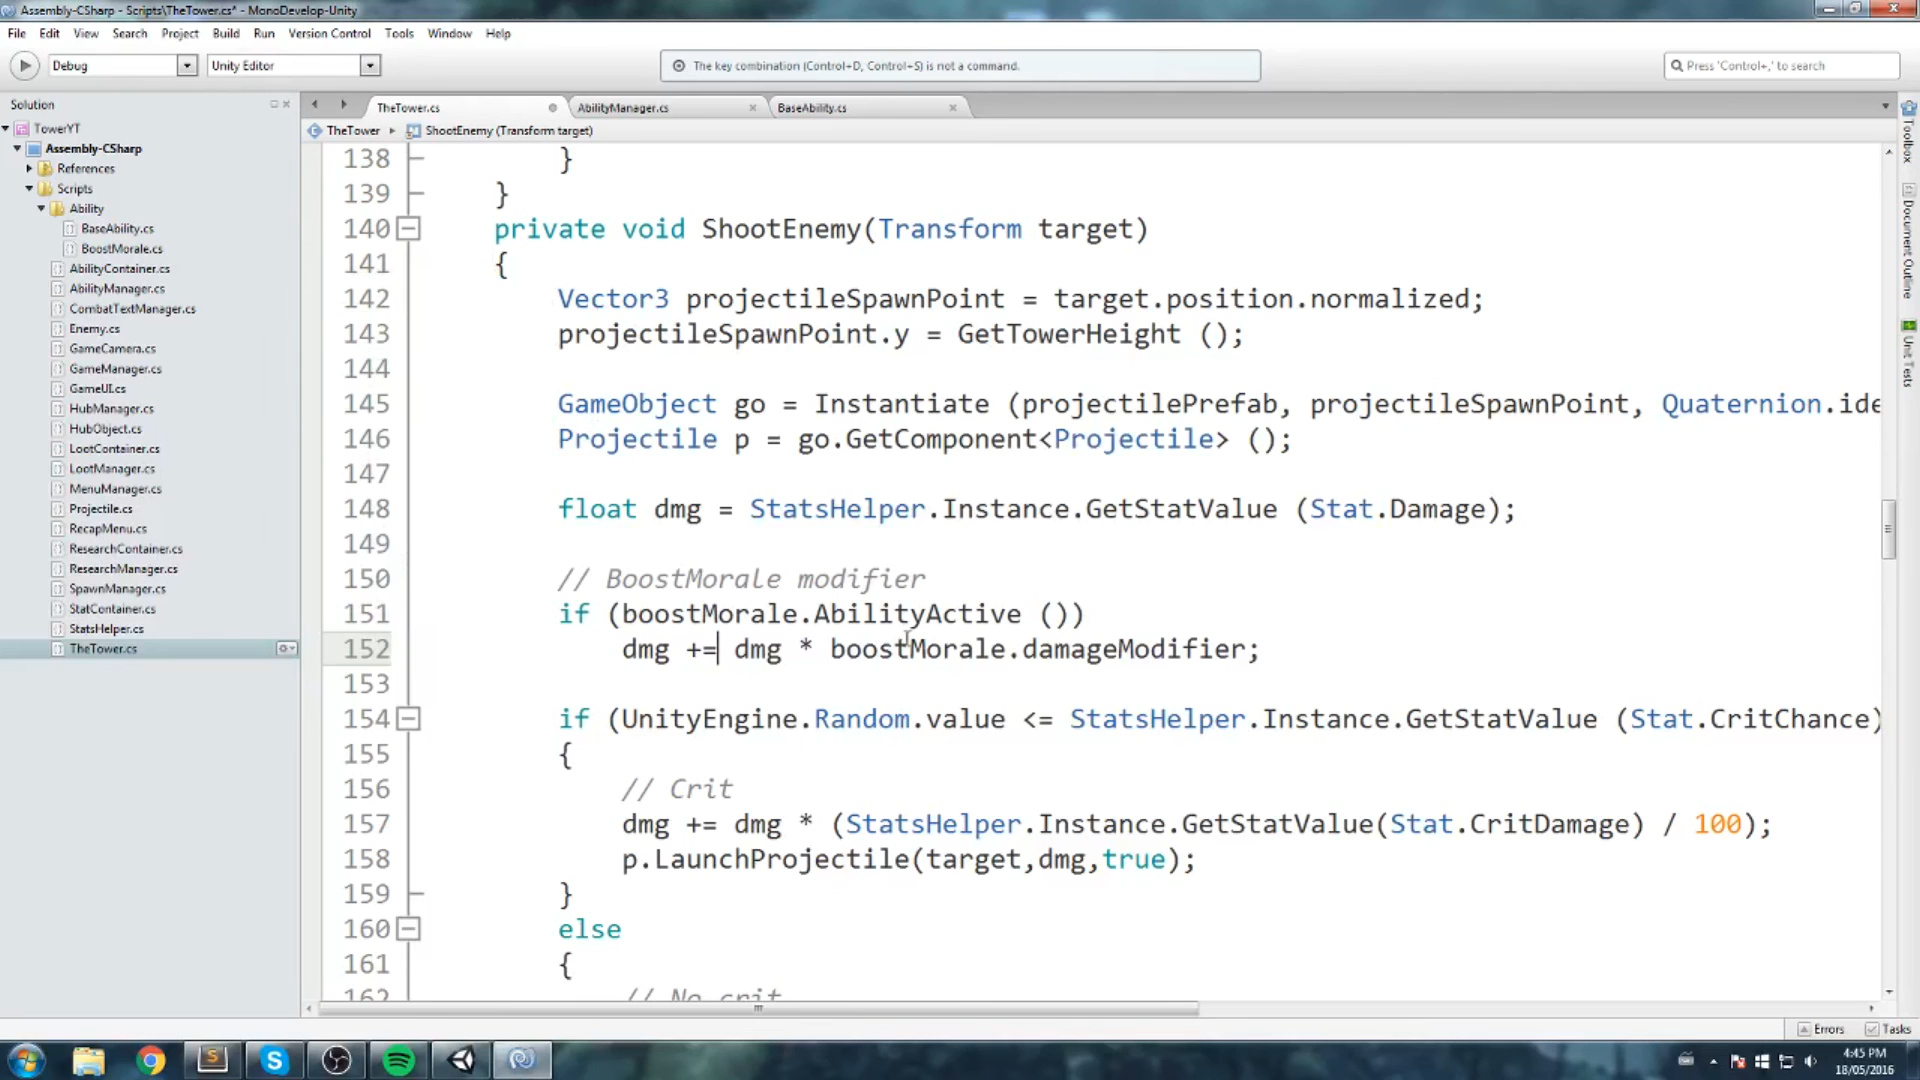 Assembly-CSharp - Scripts\TheTower.cs* - MonoDevelop-Unity
File Edit View Search Project Build Run Version Control Tools Window Help
Debug Unity Editor The key combination (Control+D, Control+S) is not a command. Press 'Control+,' to search
Solution
TowerYT
Assembly-CSharp
References
Scripts
Ability
BaseAbility.cs
BoostMorale.cs
AbilityContainer.cs
AbilityManager.cs
CombatTextManager.cs
Enemy.cs
GameCamera.cs
GameManager.cs
GameUI.cs
HubManager.cs
HubObject.cs
LootContainer.cs
LootManager.cs
MenuManager.cs
Projectile.cs
RecapMenu.cs
ResearchContainer.cs
ResearchManager.cs
SpawnManager.cs
StatContainer.cs
StatsHelper.cs
TheTower.cs
TheTower.cs AbilityManager.cs BaseAbility.cs
TheTower ShootEnemy (Transform target)
138 }
139 }
140 private void ShootEnemy(Transform target)
141 {
142 Vector3 projectileSpawnPoint = target.position.normalized;
143 projectileSpawnPoint.y = GetTowerHeight ();
144
145 GameObject go = Instantiate (projectilePrefab, projectileSpawnPoint, Quaternion.ide
146 Projectile p = go.GetComponent<Projectile> ();
147
148 float dmg = StatsHelper.Instance.GetStatValue (Stat.Damage);
149
150 // BoostMorale modifier
151 if (boostMorale.AbilityActive ())
152 dmg += dmg * boostMorale.damageModifier;
153
154 if (UnityEngine.Random.value <= StatsHelper.Instance.GetStatValue (Stat.CritChance)
155 {
156 // Crit
157 dmg += dmg * (StatsHelper.Instance.GetStatValue(Stat.CritDamage) / 100);
158 p.LaunchProjectile(target,dmg,true);
159 }
160 else
161 {
162 // No crit
Toolbox
Document Outline
Unit Tests
Errors Tasks
4:45 PM
18/05/2016